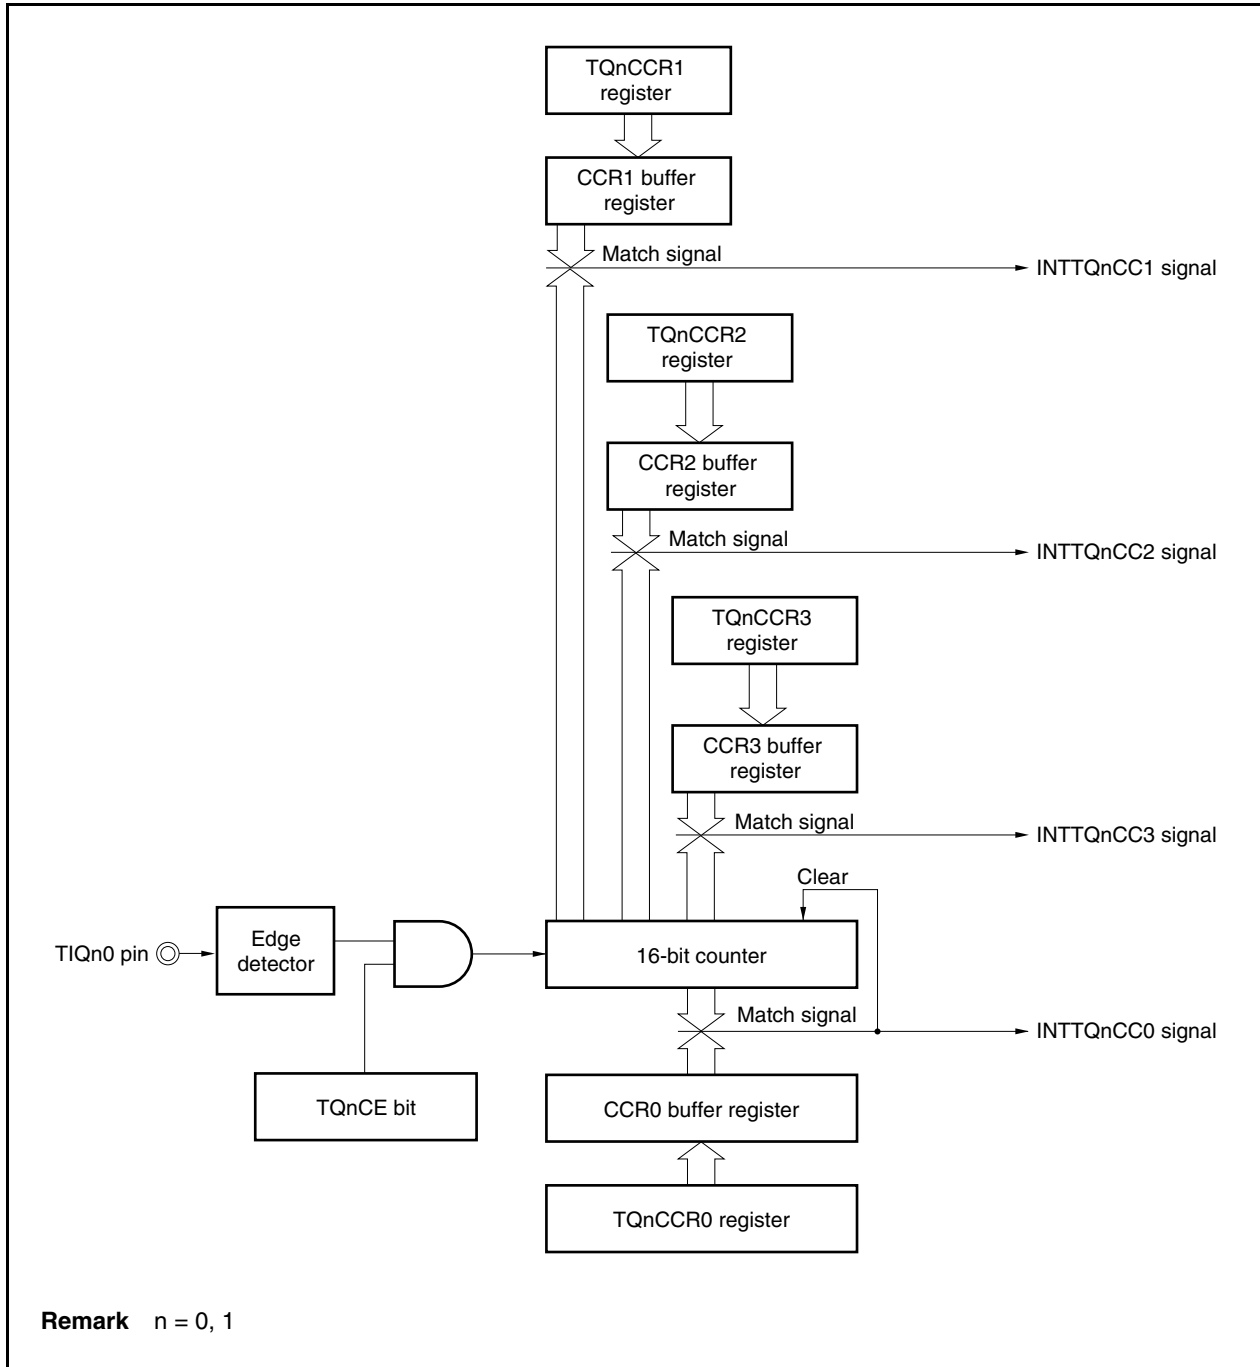 TQnCCR1
register
CCR1 buffer
register
Match signal
INTTQnCC1 signal
TQnCCR2
register
CCR2 buffer
register
Match signal
INTTQnCC2 signal
TQnCCR3
register
CCR3 buffer
register
Match signal
INTTQnCC3 signal
Clear
TIQn0 pin
Edge
detector
16-bit counter
Match signal
INTTQnCC0 signal
TQnCE bit
CCR0 buffer register
TQnCCR0 register
Remark n = 0, 1